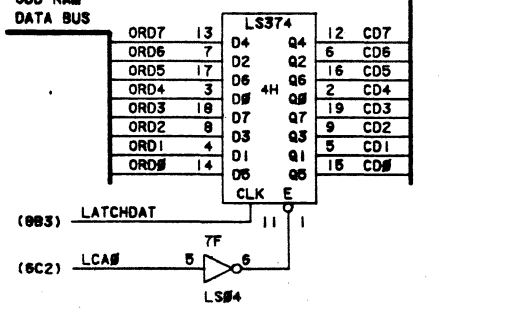 DATA BUS
LS374
ORD7 13 D4 Q4 12 CD7
ORD6 7 D2 Q2 6 CD6
ORD5 17 D6 Q6 16 CD5
ORD4 3 DØ 4H QØ 2 CD4
ORD3 18 D7 Q7 19 CD3
ORD2 8 D3 Q3 9 CD2
ORD1 4 D1 Q1 5 CD1
ORDØ 14 D5 Q5 15 CDØ
CLK E
(8B3) LATCHDAT 11 1
7F
(6C2) LCAØ 5 6
LSØ4